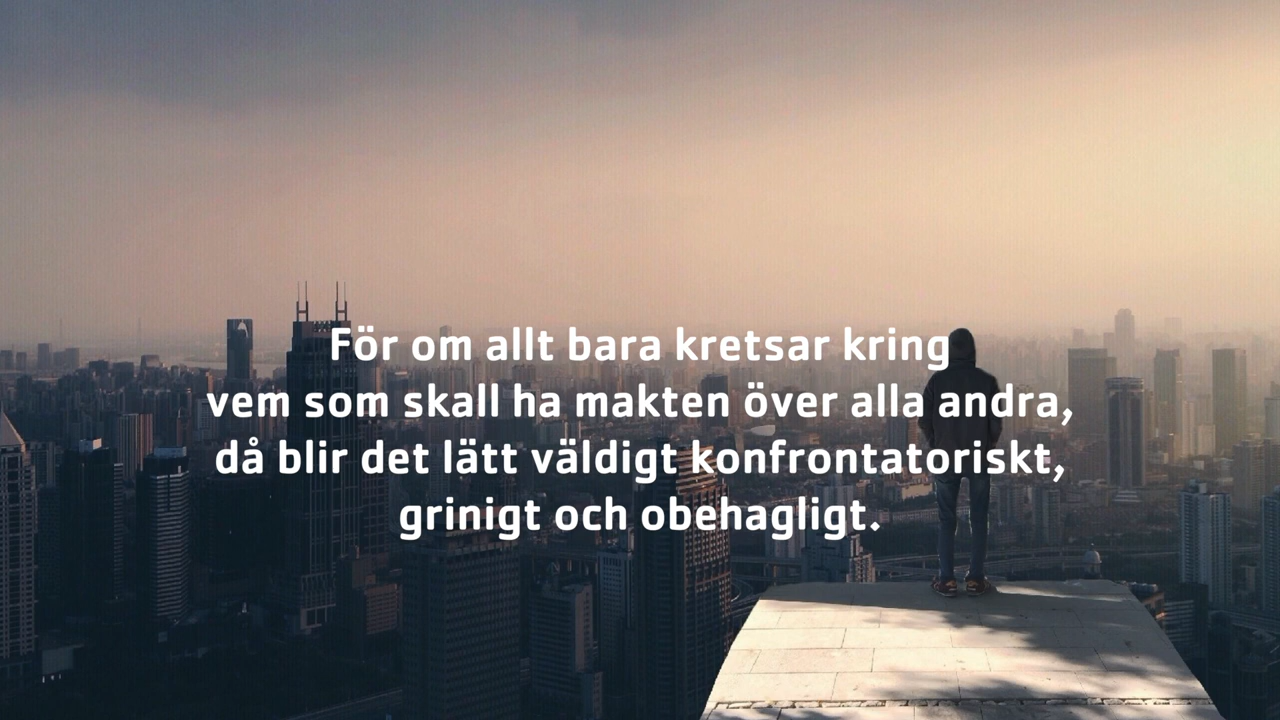 För om allt bara kretsar kring
vem som skall ha makten över alla andra,
då blir det lätt väldigt konfrontatoriskt,
grinigt och obehagligt.